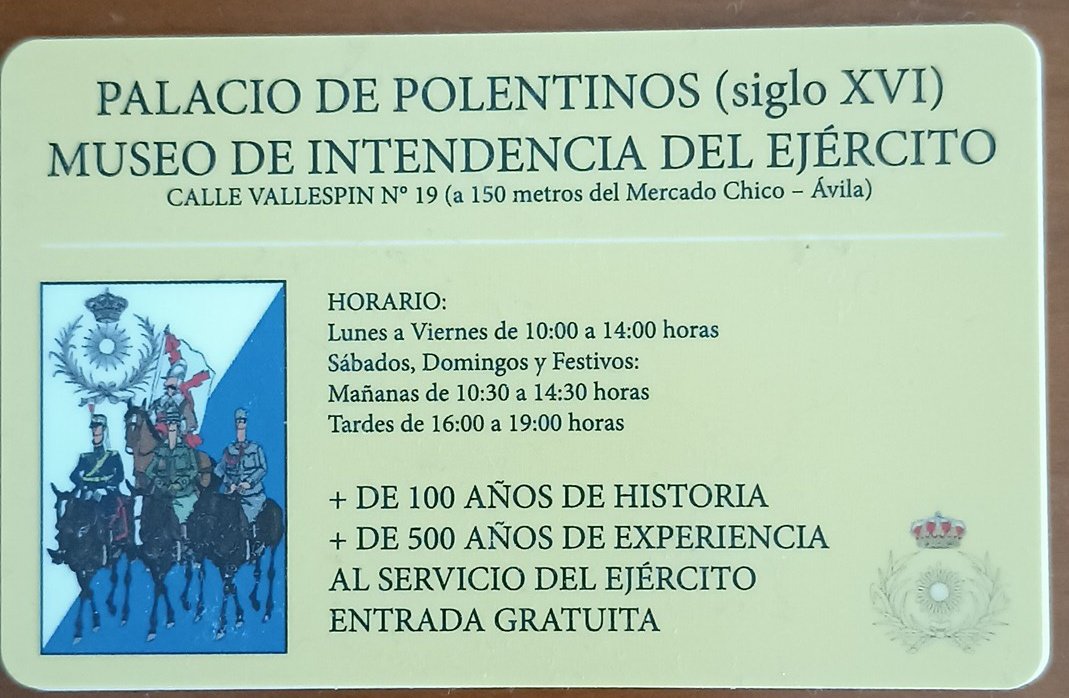 PALACIO DE POLENTINOS (siglo XVI)
MUSEO DE INTENDENCIA DEL EJÉRCITO
CALLE VALLESPIN Nº 19 (a 150 metros del Mercado Chico – Ávila)
HORARIO:
Lunes a Viernes de 10:00 a 14:00 horas
Sábados, Domingos y Festivos:
Mañanas de 10:30 a 14:30 horas
Tardes de 16:00 a 19:00 horas
+ DE 100 AÑOS DE HISTORIA
+ DE 500 AÑOS DE EXPERIENCIA
AL SERVICIO DEL EJÉRCITO
ENTRADA GRATUITA